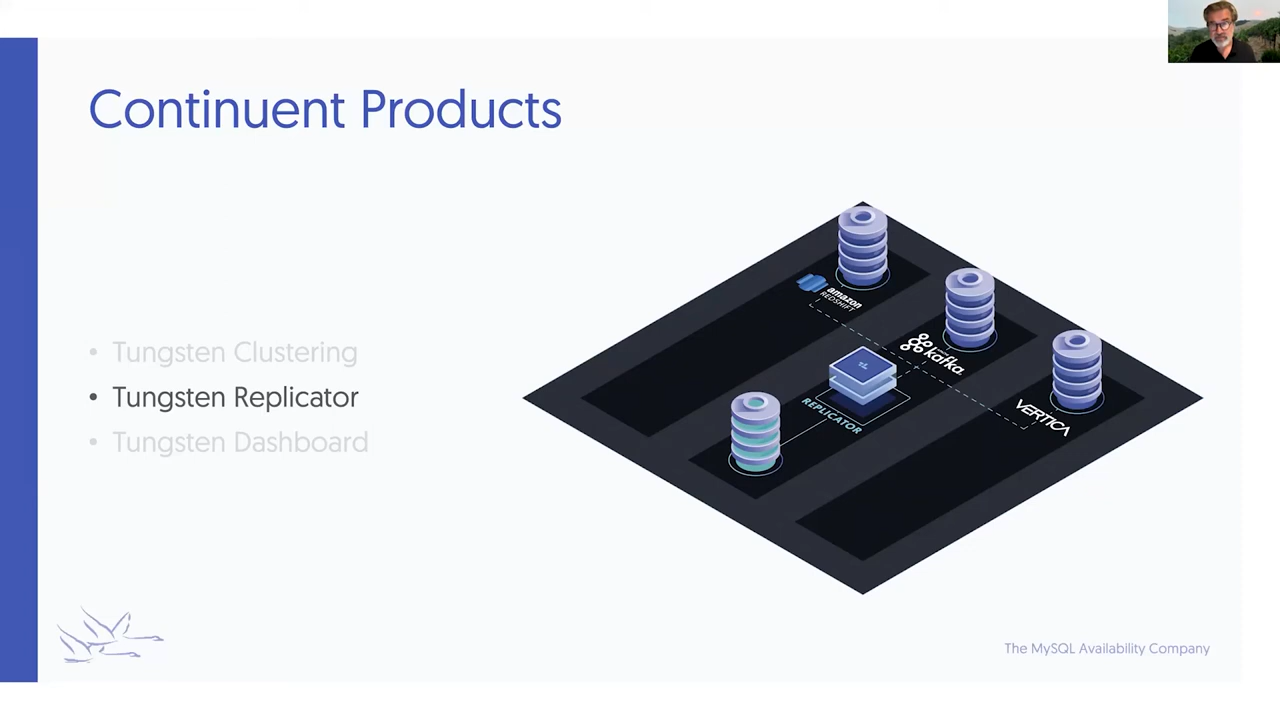 Continuent Products
• Tungsten Clustering
• Tungsten Replicator
• Tungsten Dashboard
amazon
REDSHIFT
kafka
VERTICA
REPLICATOR
The MySQL Availability Company